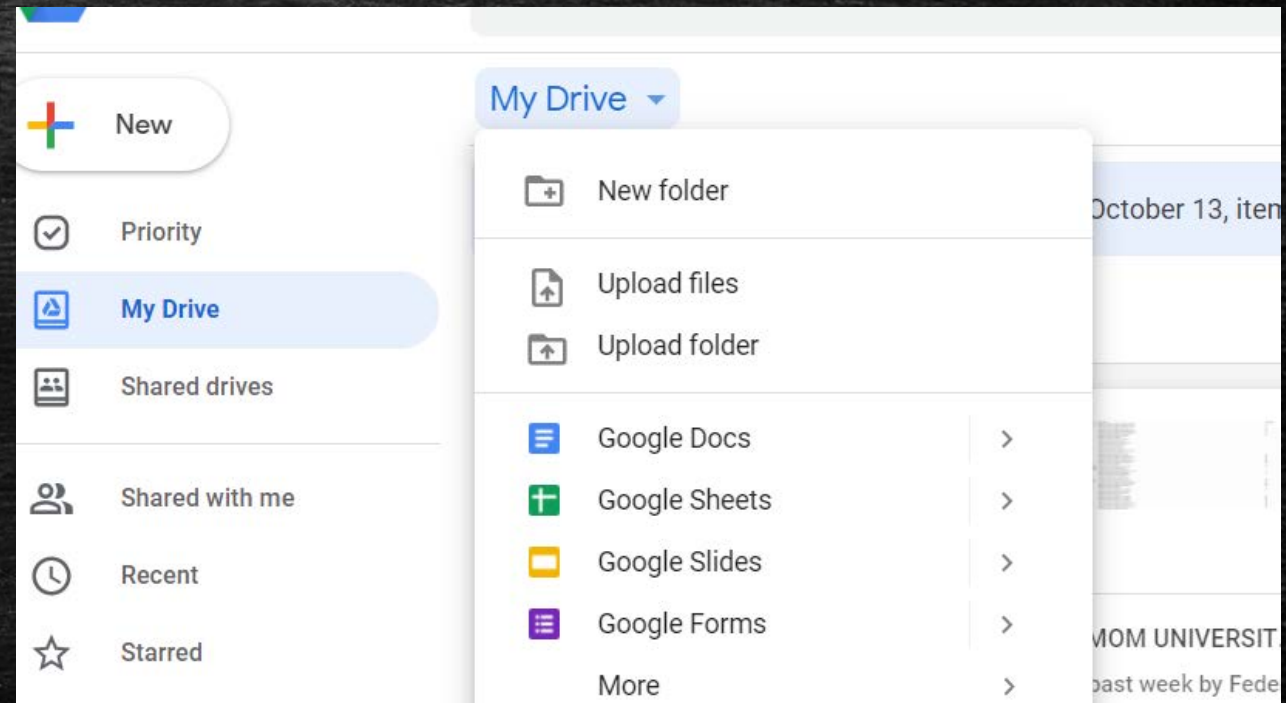 My Drive
New
New folder
October 13, item
Priority
Upload files
My Drive
Upload folder
Shared drives
Google Docs
Google Sheets
Shared with me
Google Slides
Recent
Google Forms
MOM UNIVERSIT
Starred
More
past week by Fede